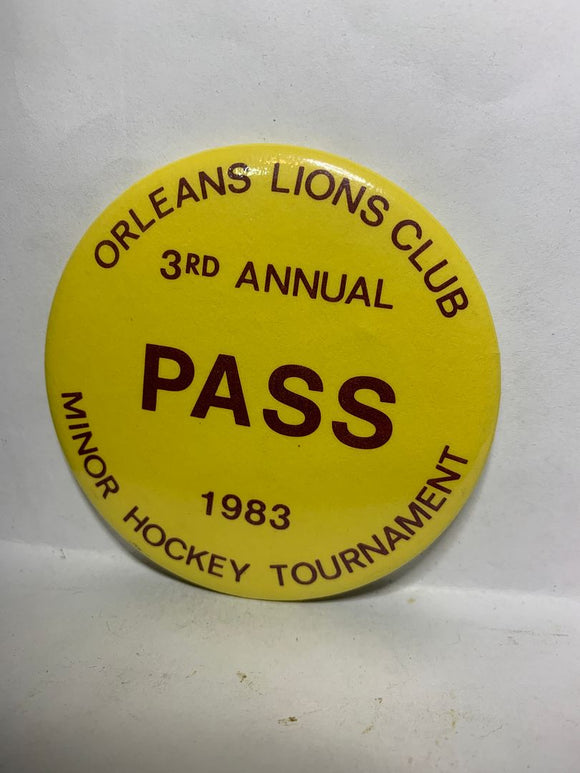 ORLEANS LIONS CLUB
3RD ANNUAL
PASS
1983
MINOR HOCKEY TOURNAMENT